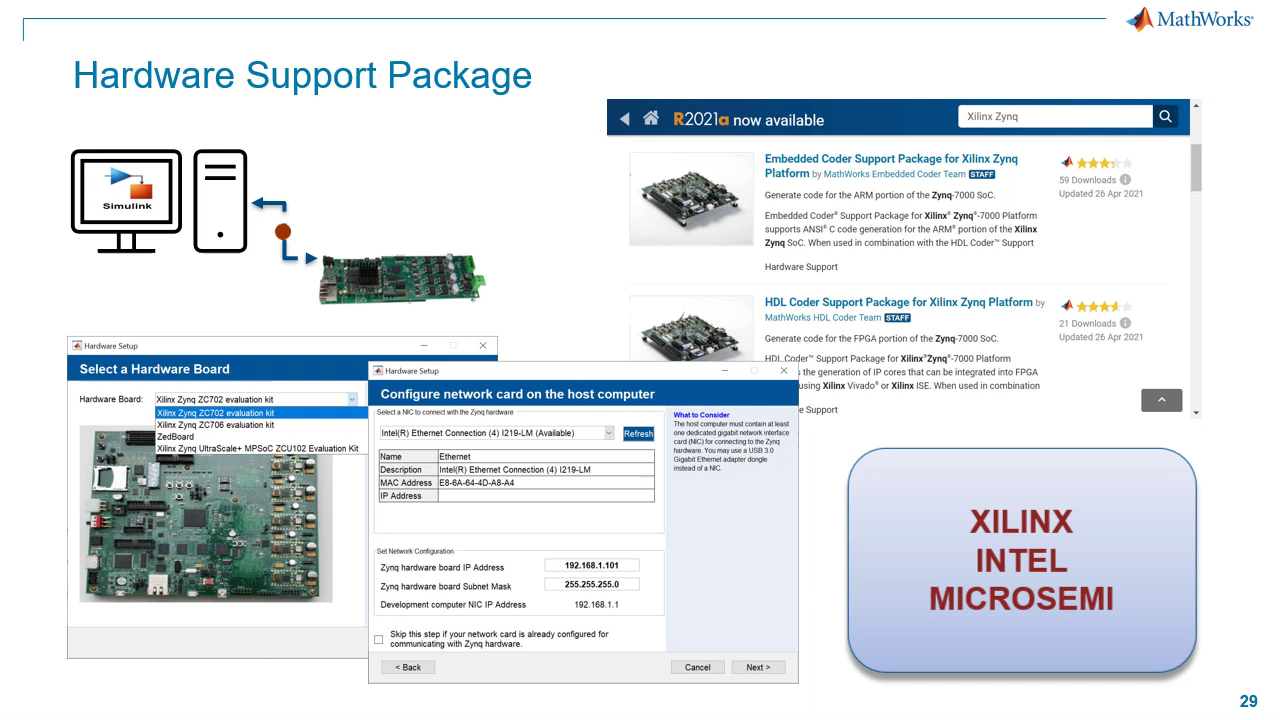 MathWorks®
Hardware Support Package
Simulink
R2021a now available
Xilinx Zynq
Embedded Coder Support Package for Xilinx Zynq
Platform by MathWorks Embedded Coder Team STAFF
59 Downloads
Updated 26 Apr 2021
Generate code for the ARM portion of the Zynq-7000 SoC.
Embedded Coder® Support Package for Xilinx® Zynq®-7000 Platform
supports ANSI® C code generation for the ARM® portion of the Xilinx
Zynq SoC. When used in combination with the HDL Coder™ Support
Hardware Support
HDL Coder Support Package for Xilinx Zynq Platform by
MathWorks HDL Coder Team STAFF
21 Downloads
Updated 26 Apr 2021
Generate code for the FPGA portion of the Zynq-7000 SoC.
HDL Coder™ Support Package for Xilinx®Zynq®-7000 Platform
s the generation of IP cores that can be integrated into FPGA
using Xilinx Vivado® or Xilinx ISE. When used in combination
e Support
Hardware Setup
Select a Hardware Board
Hardware Board:
Xilinx Zynq ZC702 evaluation kit
Xilinx Zynq ZC702 evaluation kit
Xilinx Zynq ZC706 evaluation kit
ZedBoard
Xilinx Zynq UltraScale+ MPSoC ZCU102 Evaluation Kit
Hardware Setup
Configure network card on the host computer
Select a NIC to connect with the Zynq hardware
Intel(R) Ethernet Connection (4) I219-LM (Available)
Refresh
Name Ethernet
Description Intel(R) Ethernet Connection (4) I219-LM
MAC Address E8-6A-64-4D-A8-A4
IP Address
Set Network Configuration
Zynq hardware board IP Address 192.168.1.101
Zynq hardware board Subnet Mask 255.255.255.0
Development computer NIC IP Address 192.168.1.1
Skip this step if your network card is already configured for
communicating with Zynq hardware.
< Back
Cancel
Next >
What to Consider
The host computer must contain at least
one dedicated gigabit network interface
card (NIC) for connecting to the Zynq
hardware. You may use a USB 3.0
Gigabit Ethernet adapter dongle
instead of a NIC.
XILINX
INTEL
MICROSEMI
29